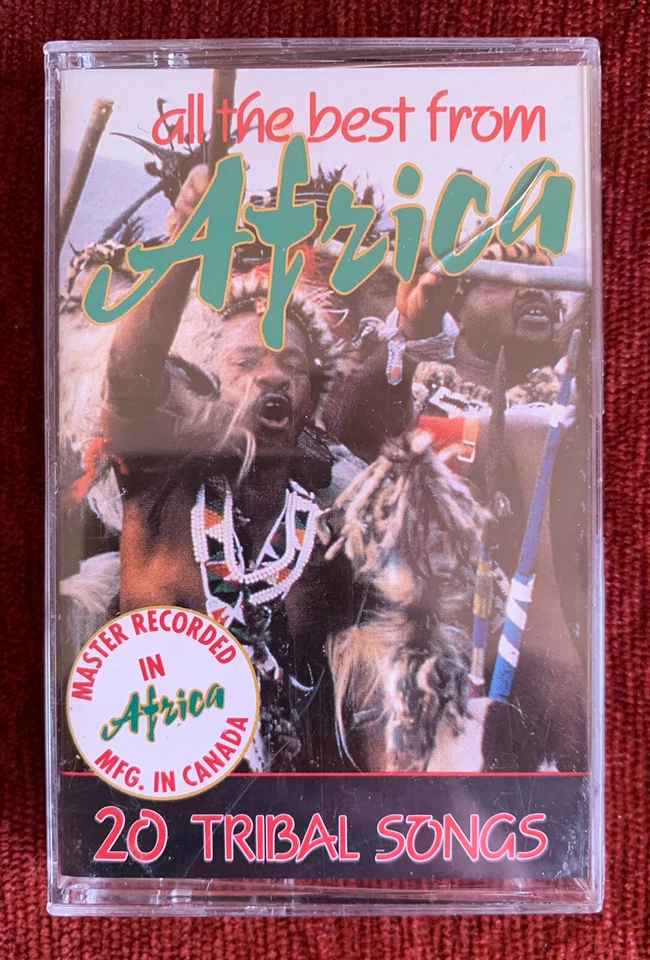 all the best from
Africa
MASTER RECORDED
IN
Africa
MFG. IN CANADA
20 TRIBAL SONGS